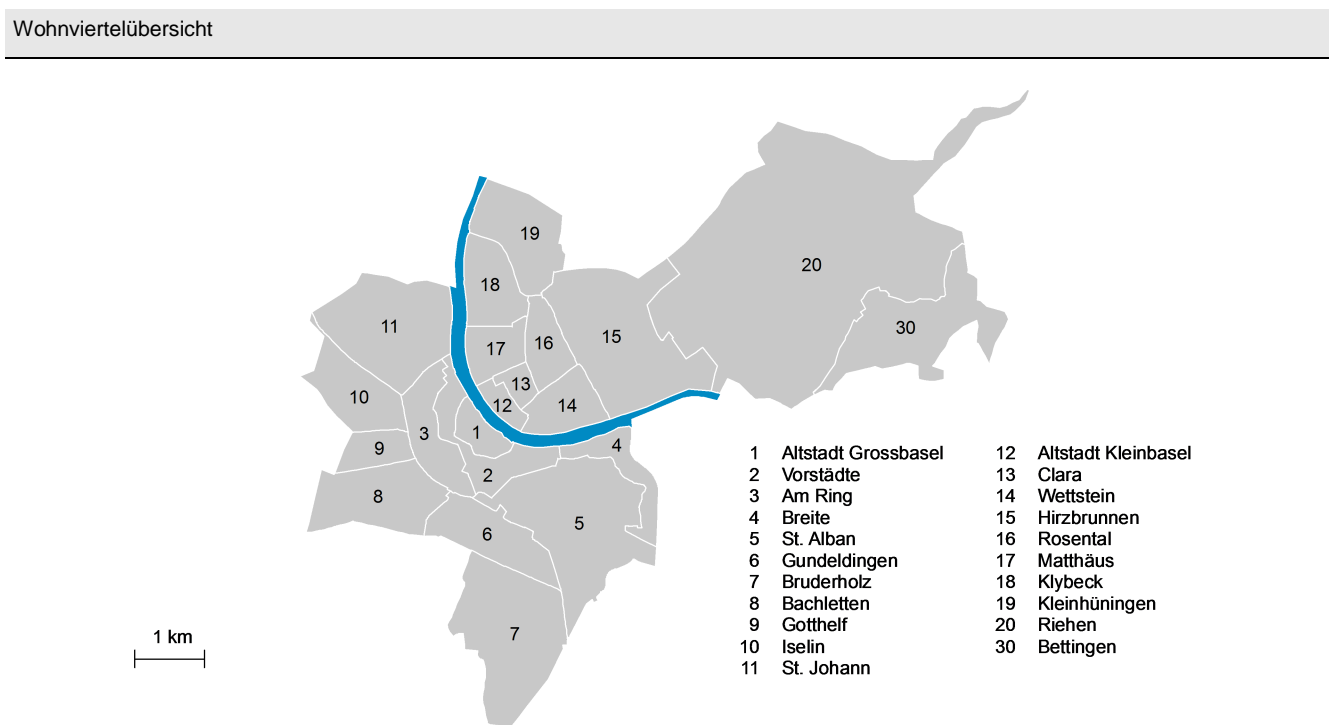 Wohnviertelübersicht
19
20
18
11
30
15
16
17
13
10
12
14
3
1
4
9
2
8
5
6
7
1 km
1 Altstadt Grossbasel
2 Vorstädte
3 Am Ring
4 Breite
5 St. Alban
6 Gundeldingen
7 Bruderholz
8 Bachletten
9 Gotthelf
10 Iselin
11 St. Johann
12 Altstadt Kleinbasel
13 Clara
14 Wettstein
15 Hirzbrunnen
16 Rosental
17 Matthäus
18 Klybeck
19 Kleinhüningen
20 Riehen
30 Bettingen